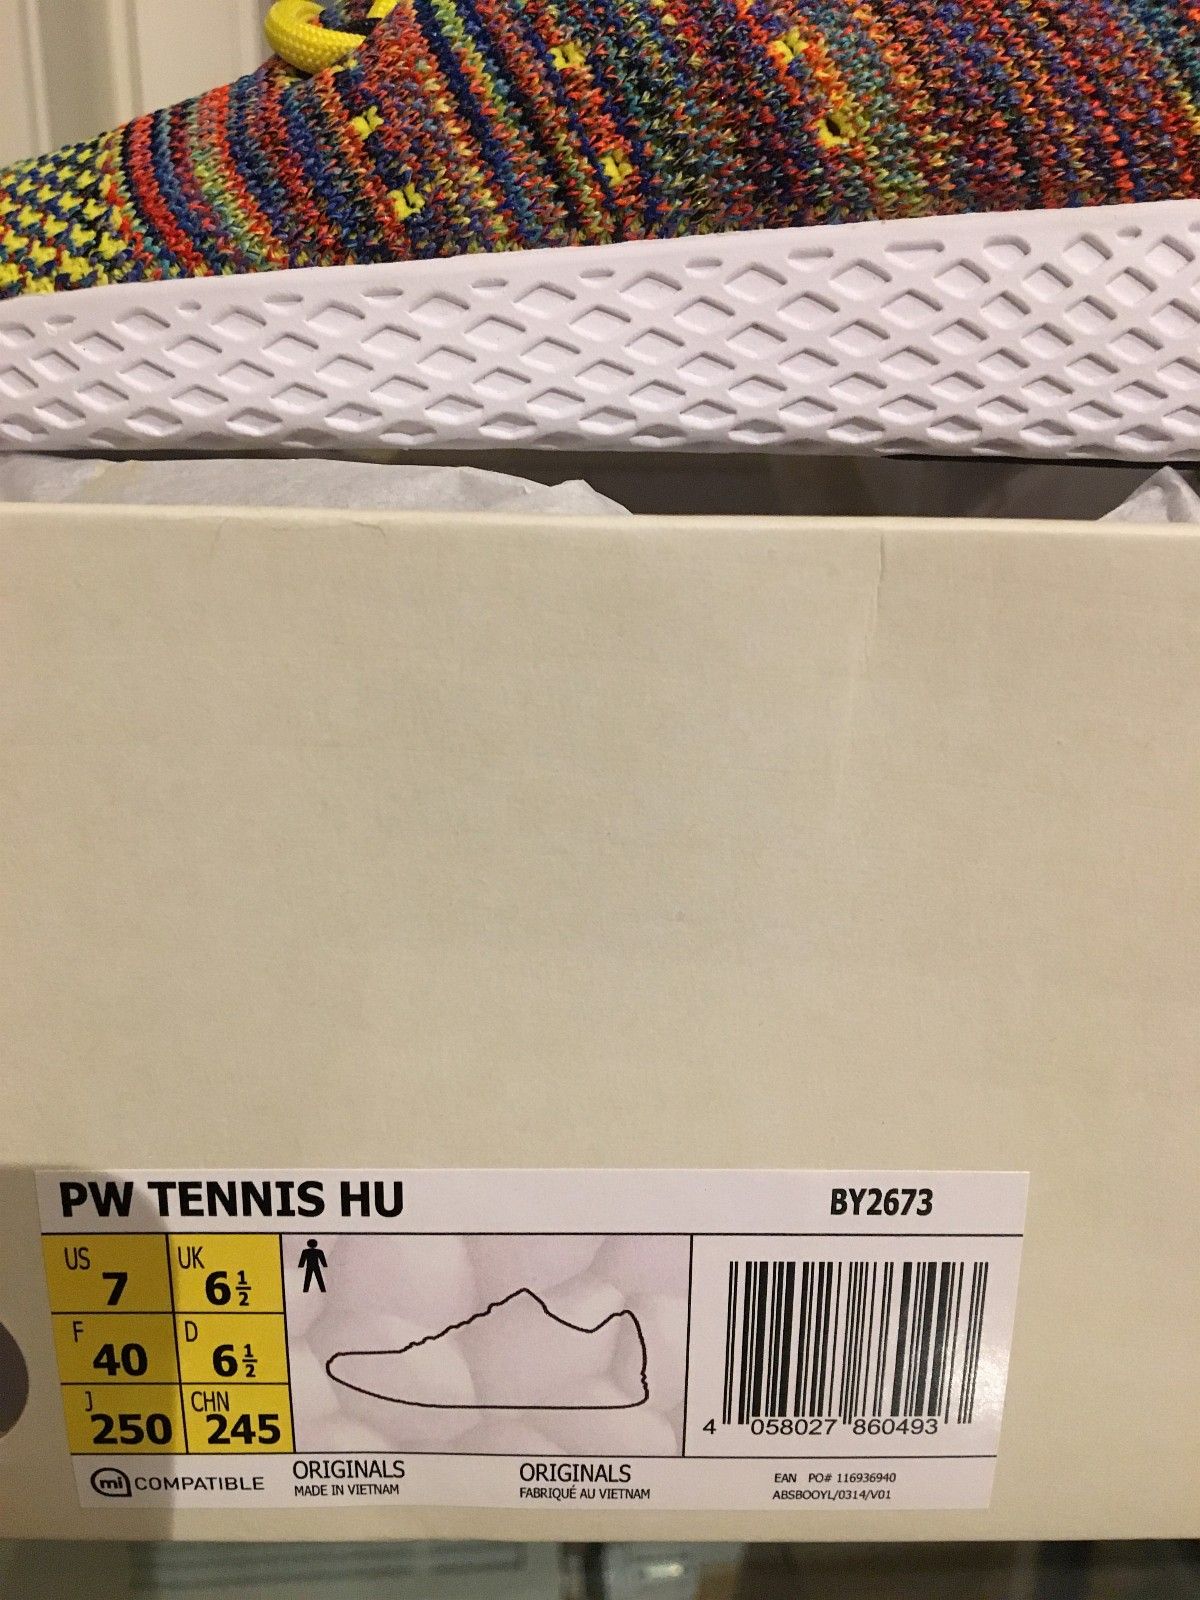 PW TENNIS HU BY2673
US 7 UK 6½
F 40 D 6½
J 250 CHN 245
4 058027 860493
mi COMPATIBLE
ORIGINALS
MADE IN VIETNAM
ORIGINALS
FABRIQUÉ AU VIETNAM
EAN PO# 116936940
ABSBOOYL/0314/V01